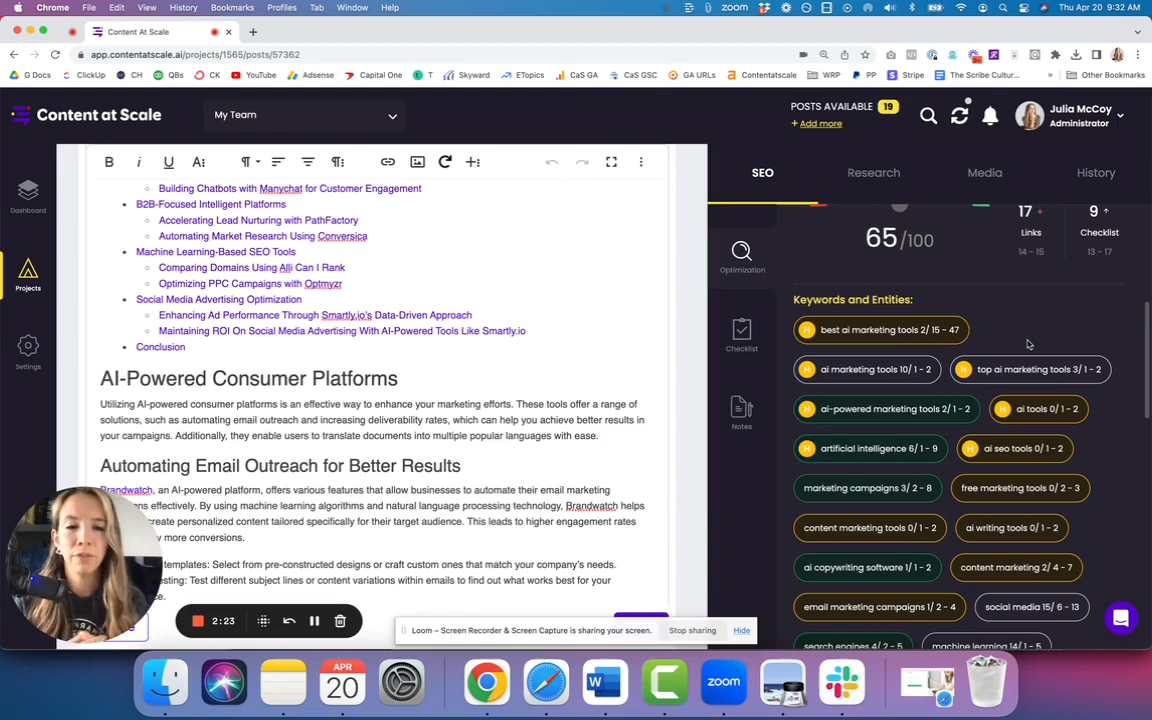 Chrome File Edit View History Bookmarks Profiles Tab Window Help
zoom
Thu Apr 20 9:32 AM
Content At Scale
app.contentatscale.ai/projects/1565/posts/57362
G Docs ClickUp CH QBs CK YouTube Adsense Capital One T Skyward ETopics CaS GA CaS GSC GA URLs Contentatscale WRP PP Stripe The Scribe Cultur... » Other Bookmarks
Content at Scale
My Team
POSTS AVAILABLE 19
+ Add more
Julia McCoy
Administrator
Dashboard
Projects
Settings
Building Chatbots with Manychat for Customer Engagement
B2B-Focused Intelligent Platforms
Accelerating Lead Nurturing with PathFactory
Automating Market Research Using Conversica
Machine Learning-Based SEO Tools
Comparing Domains Using Alli Can I Rank
Optimizing PPC Campaigns with Optmyzr
Social Media Advertising Optimization
Enhancing Ad Performance Through Smartly.io's Data-Driven Approach
Maintaining ROI On Social Media Advertising With AI-Powered Tools Like Smartly.io
Conclusion
AI-Powered Consumer Platforms
Utilizing AI-powered consumer platforms is an effective way to enhance your marketing efforts. These tools offer a range of
solutions, such as automating email outreach and increasing deliverability rates, which can help you achieve better results in
your campaigns. Additionally, they enable users to translate documents into multiple popular languages with ease.
Automating Email Outreach for Better Results
Brandwatch, an AI-powered platform, offers various features that allow businesses to automate their email marketing
ns effectively. By using machine learning algorithms and natural language processing technology, Brandwatch helps
create personalized content tailored specifically for their target audience. This leads to higher engagement rates
more conversions.
templates: Select from pre-constructed designs or craft custom ones that match your company's needs.
esting: Test different subject lines or content variations within emails to find out what works best for your
ce.
2:23
Loom – Screen Recorder & Screen Capture is sharing your screen.
Stop sharing
Hide
SEO
Research
Media
History
Optimization
Checklist
Notes
65/100
17
Links
14 - 15
9
Checklist
13 - 17
Keywords and Entities:
H best ai marketing tools 2/ 15 - 47
H ai marketing tools 10/ 1 - 2
H top ai marketing tools 3/ 1 - 2
H ai-powered marketing tools 2/ 1 - 2
H ai tools 0/ 1 - 2
H artificial intelligence 6/ 1 - 9
H ai seo tools 0/ 1 - 2
marketing campaigns 3/ 2 - 8
free marketing tools 0/ 2 - 3
content marketing tools 0/ 1 - 2
ai writing tools 0/ 1 - 2
ai copywriting software 1/ 1 - 2
content marketing 2/ 4 - 7
email marketing campaigns 1/ 2 - 4
social media 15/ 6 - 13
search engines 4/ 2 - 5
machine learning 14/ 1 - 5
APR
20
zoom